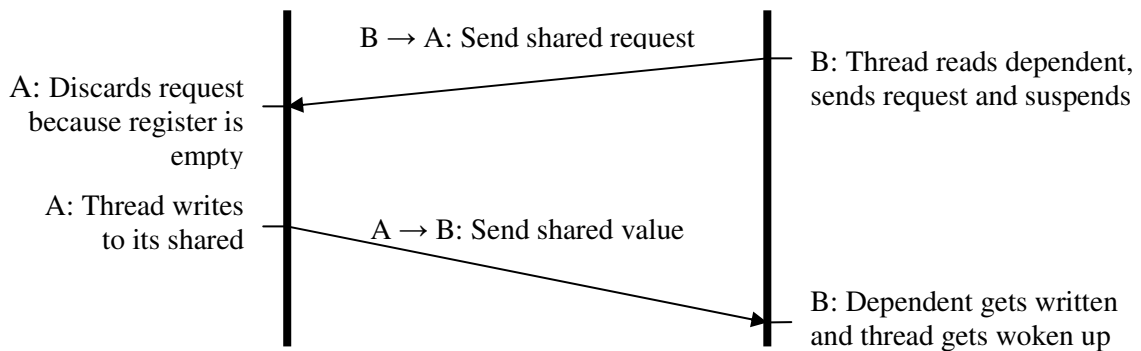 B → A: Send shared request
B: Thread reads dependent,
sends request and suspends
A: Discards request
because register is
empty
A: Thread writes
to its shared
A → B: Send shared value
B: Dependent gets written
and thread gets woken up